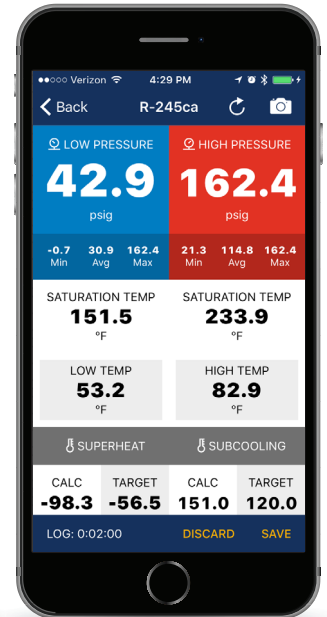 Verizon 4:29 PM
Back R-245ca
LOW PRESSURE HIGH PRESSURE
42.9 162.4
psig psig
-0.7 30.9 162.4 21.3 114.8 162.4
Min Avg Max Min Avg Max
SATURATION TEMP SATURATION TEMP
151.5 233.9
°F °F
LOW TEMP HIGH TEMP
53.2 82.9
°F °F
SUPERHEAT SUBCOOLING
CALC TARGET CALC TARGET
-98.3 -56.5 151.0 120.0
LOG: 0:02:00 DISCARD SAVE